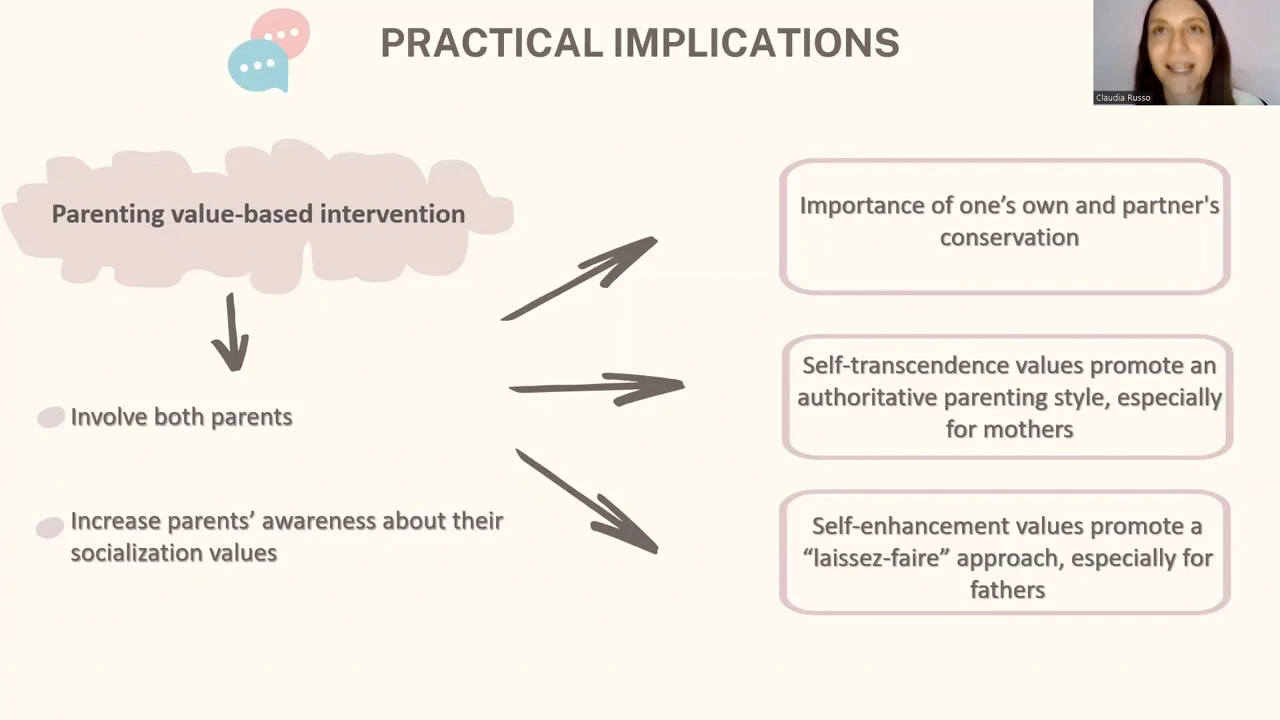 PRACTICAL IMPLICATIONS
Claudia Russo
Parenting value-based intervention
Involve both parents
Increase parents’ awareness about their
socialization values
Importance of one’s own and partner's
conservation
Self-transcendence values promote an
authoritative parenting style, especially
for mothers
Self-enhancement values promote a
“laissez-faire” approach, especially for
fathers